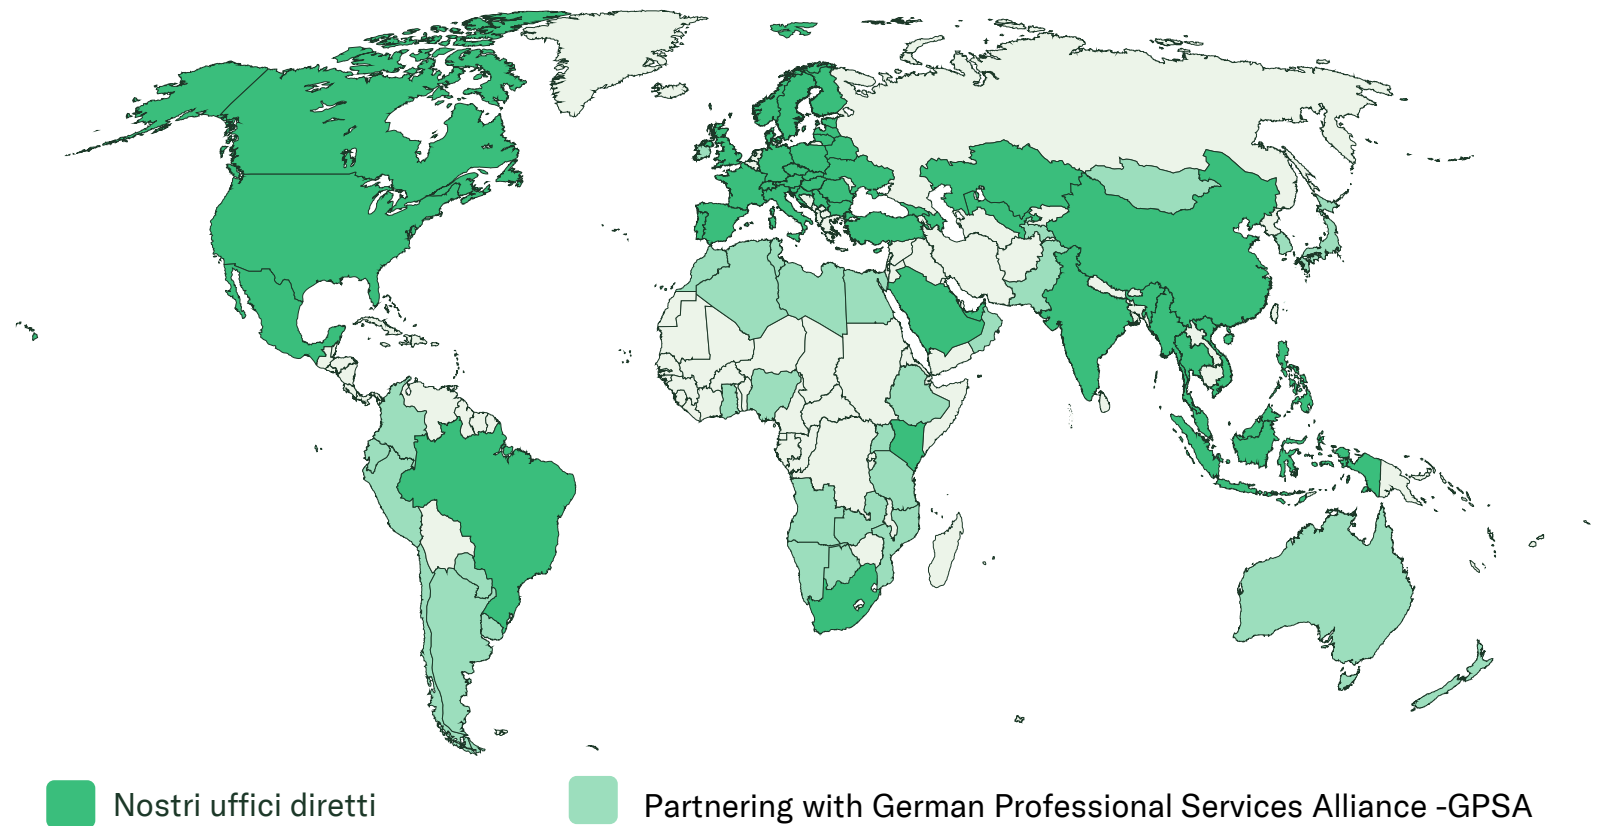 Nostri uffici diretti
Partnering with German Professional Services Alliance -GPSA